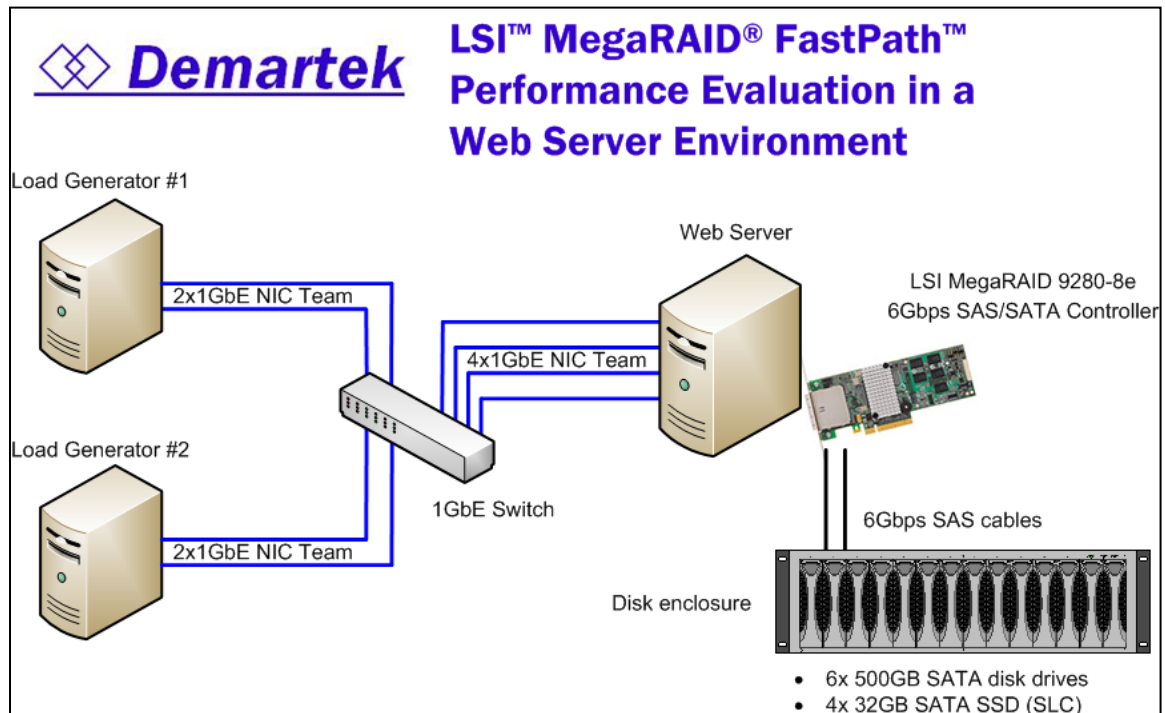 Demartek
LSI™ MegaRAID® FastPath™
Performance Evaluation in a
Web Server Environment
Load Generator #1
2x1GbE NIC Team
Web Server
LSI MegaRAID 9280-8e
6Gbps SAS/SATA Controller
4x1GbE NIC Team
Load Generator #2
1GbE Switch
2x1GbE NIC Team
6Gbps SAS cables
Disk enclosure
• 6x 500GB SATA disk drives
• 4x 32GB SATA SSD (SLC)